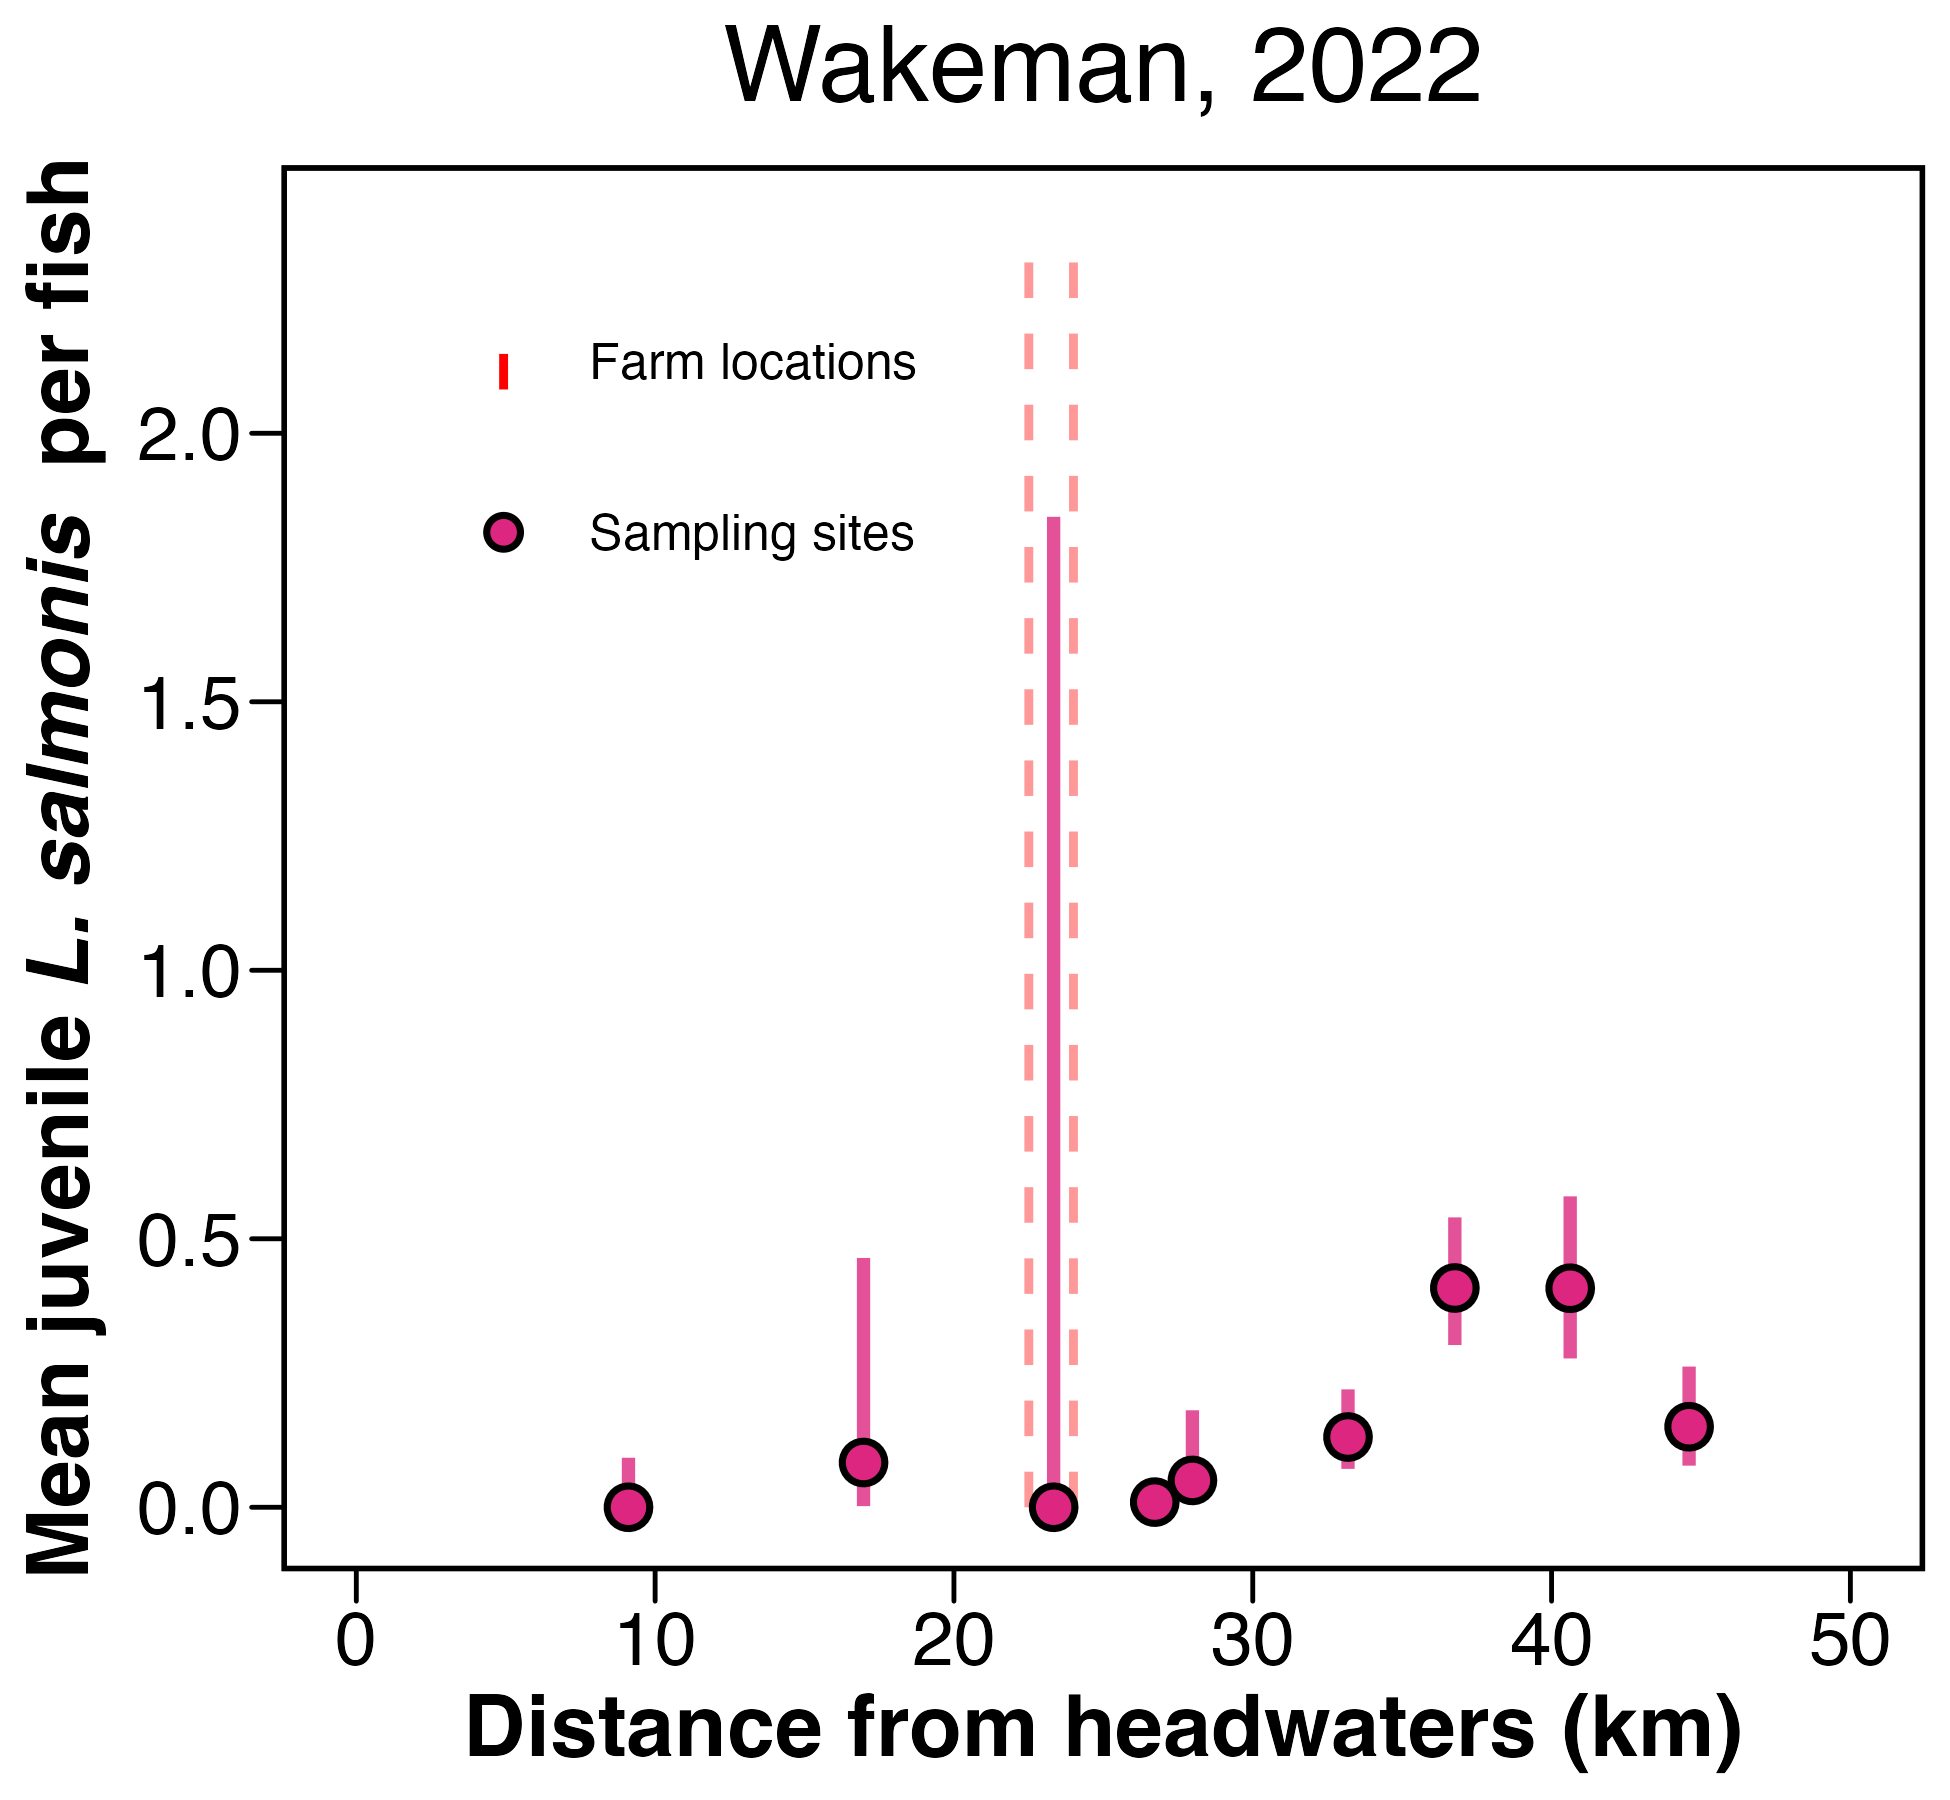 Wakeman, 2022
Mean juvenile L. salmonis per fish
Farm locations
Sampling sites
2.0
1.5
1.0
0.5
0.0
0 10 20 30 40 50
Distance from headwaters (km)